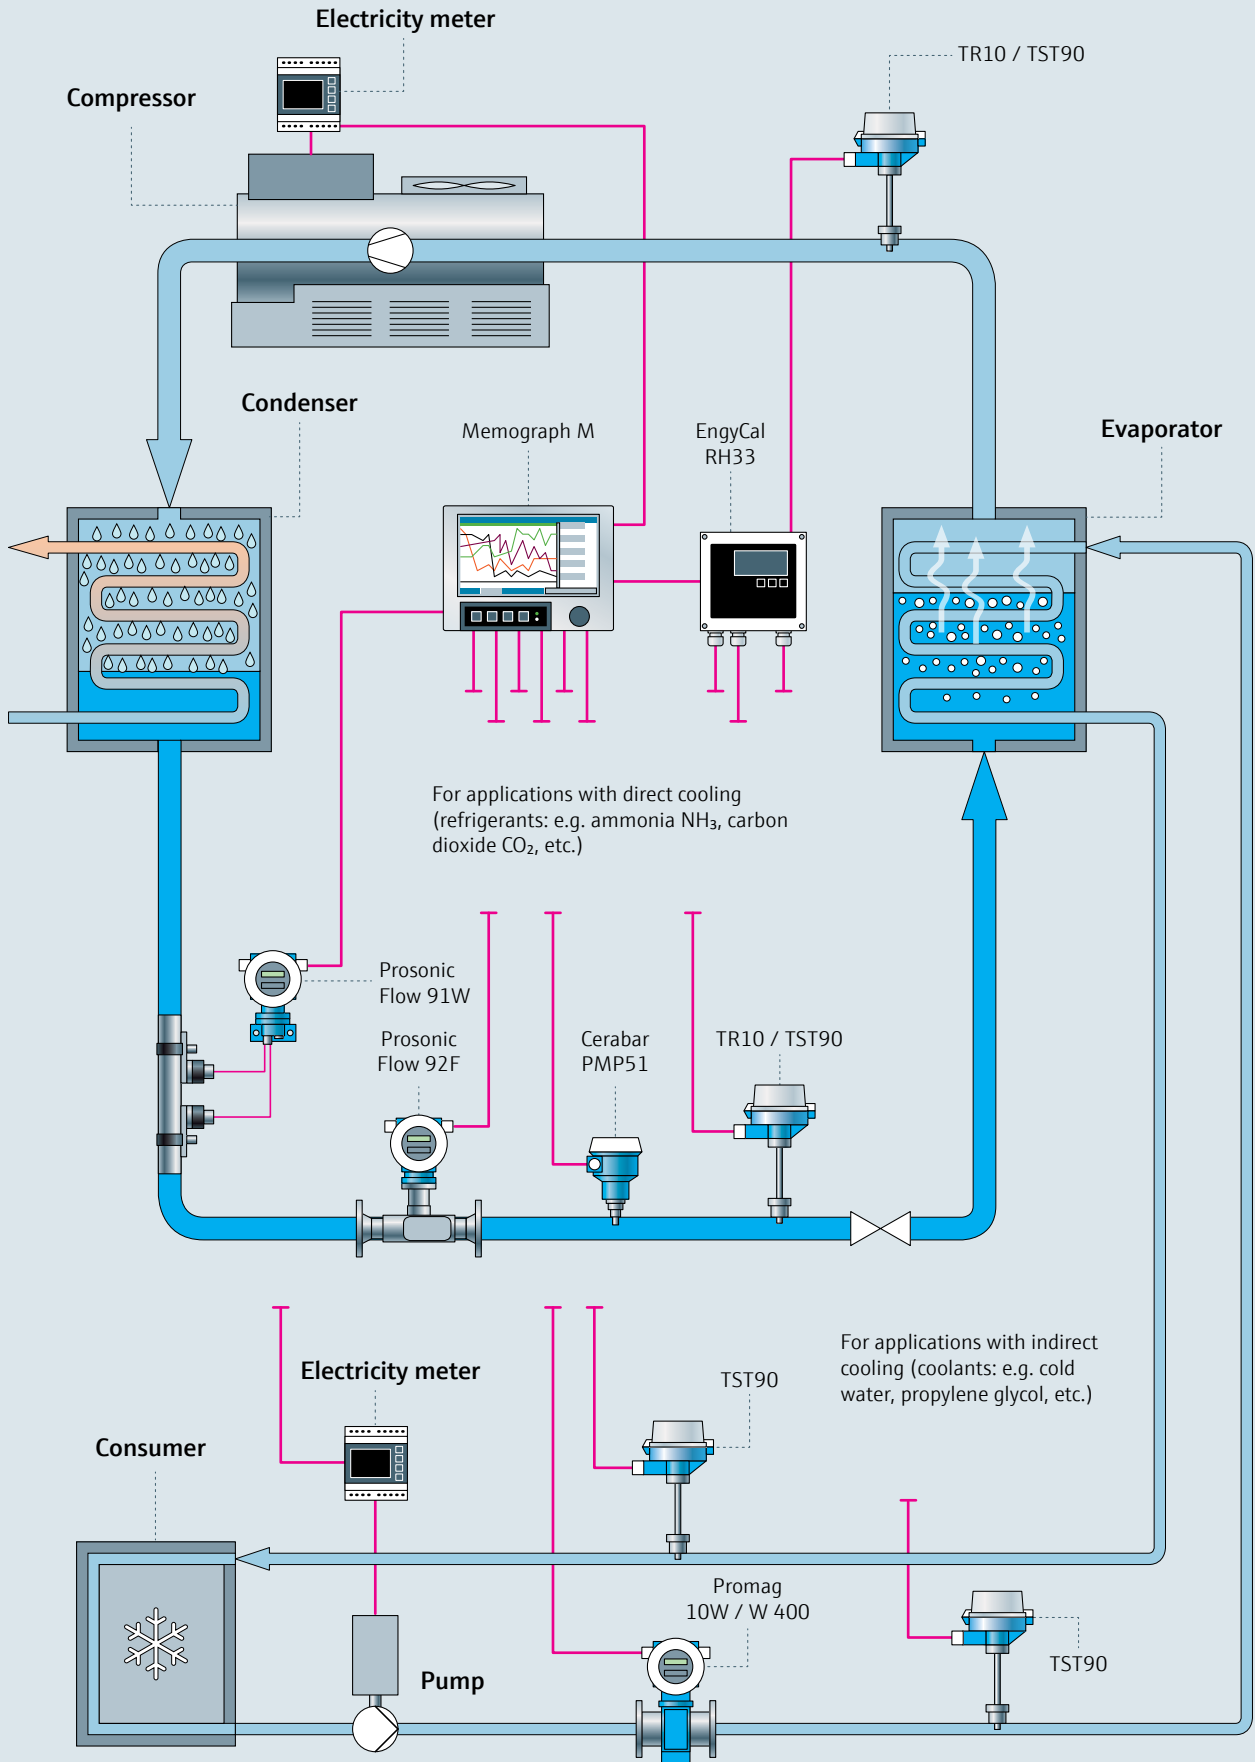 Electricity meter
TR10 / TST90
Compressor
Condenser
Memograph M
EngyCal
RH33
Evaporator
For applications with direct cooling
(refrigerants: e.g. ammonia NH₃, carbon
dioxide CO₂, etc.)
Prosonic
Flow 91W
Prosonic
Flow 92F
Cerabar
PMP51
TR10 / TST90
For applications with indirect
cooling (coolants: e.g. cold
water, propylene glycol, etc.)
Electricity meter
TST90
Consumer
Promag
10W / W 400
Pump
TST90